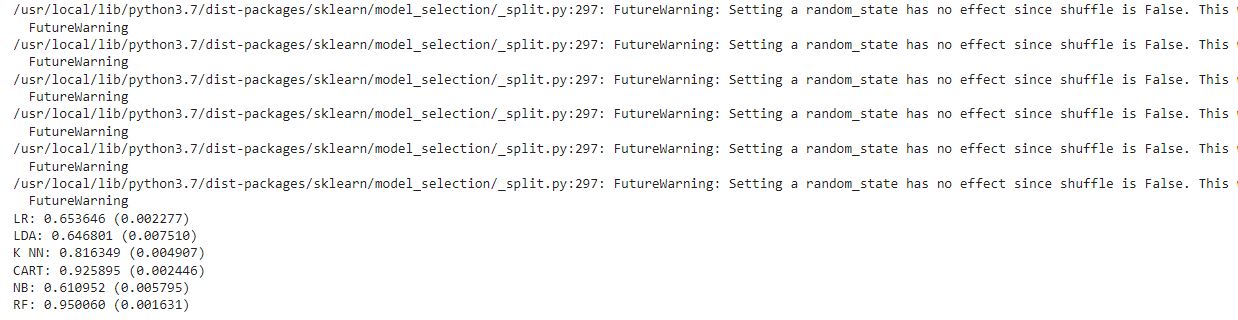 /usr/local/lib/python3.7/dist-packages/sklearn/model_selection/_split.py:297: FutureWarning: Setting a random_state has no effect since shuffle is False. This
  FutureWarning
/usr/local/lib/python3.7/dist-packages/sklearn/model_selection/_split.py:297: FutureWarning: Setting a random_state has no effect since shuffle is False. This
  FutureWarning
/usr/local/lib/python3.7/dist-packages/sklearn/model_selection/_split.py:297: FutureWarning: Setting a random_state has no effect since shuffle is False. This
  FutureWarning
/usr/local/lib/python3.7/dist-packages/sklearn/model_selection/_split.py:297: FutureWarning: Setting a random_state has no effect since shuffle is False. This
  FutureWarning
/usr/local/lib/python3.7/dist-packages/sklearn/model_selection/_split.py:297: FutureWarning: Setting a random_state has no effect since shuffle is False. This
  FutureWarning
/usr/local/lib/python3.7/dist-packages/sklearn/model_selection/_split.py:297: FutureWarning: Setting a random_state has no effect since shuffle is False. This
  FutureWarning
LR: 0.653646 (0.002277)
LDA: 0.646801 (0.007510)
K NN: 0.816349 (0.004907)
CART: 0.925895 (0.002446)
NB: 0.610952 (0.005795)
RF: 0.950060 (0.001631)